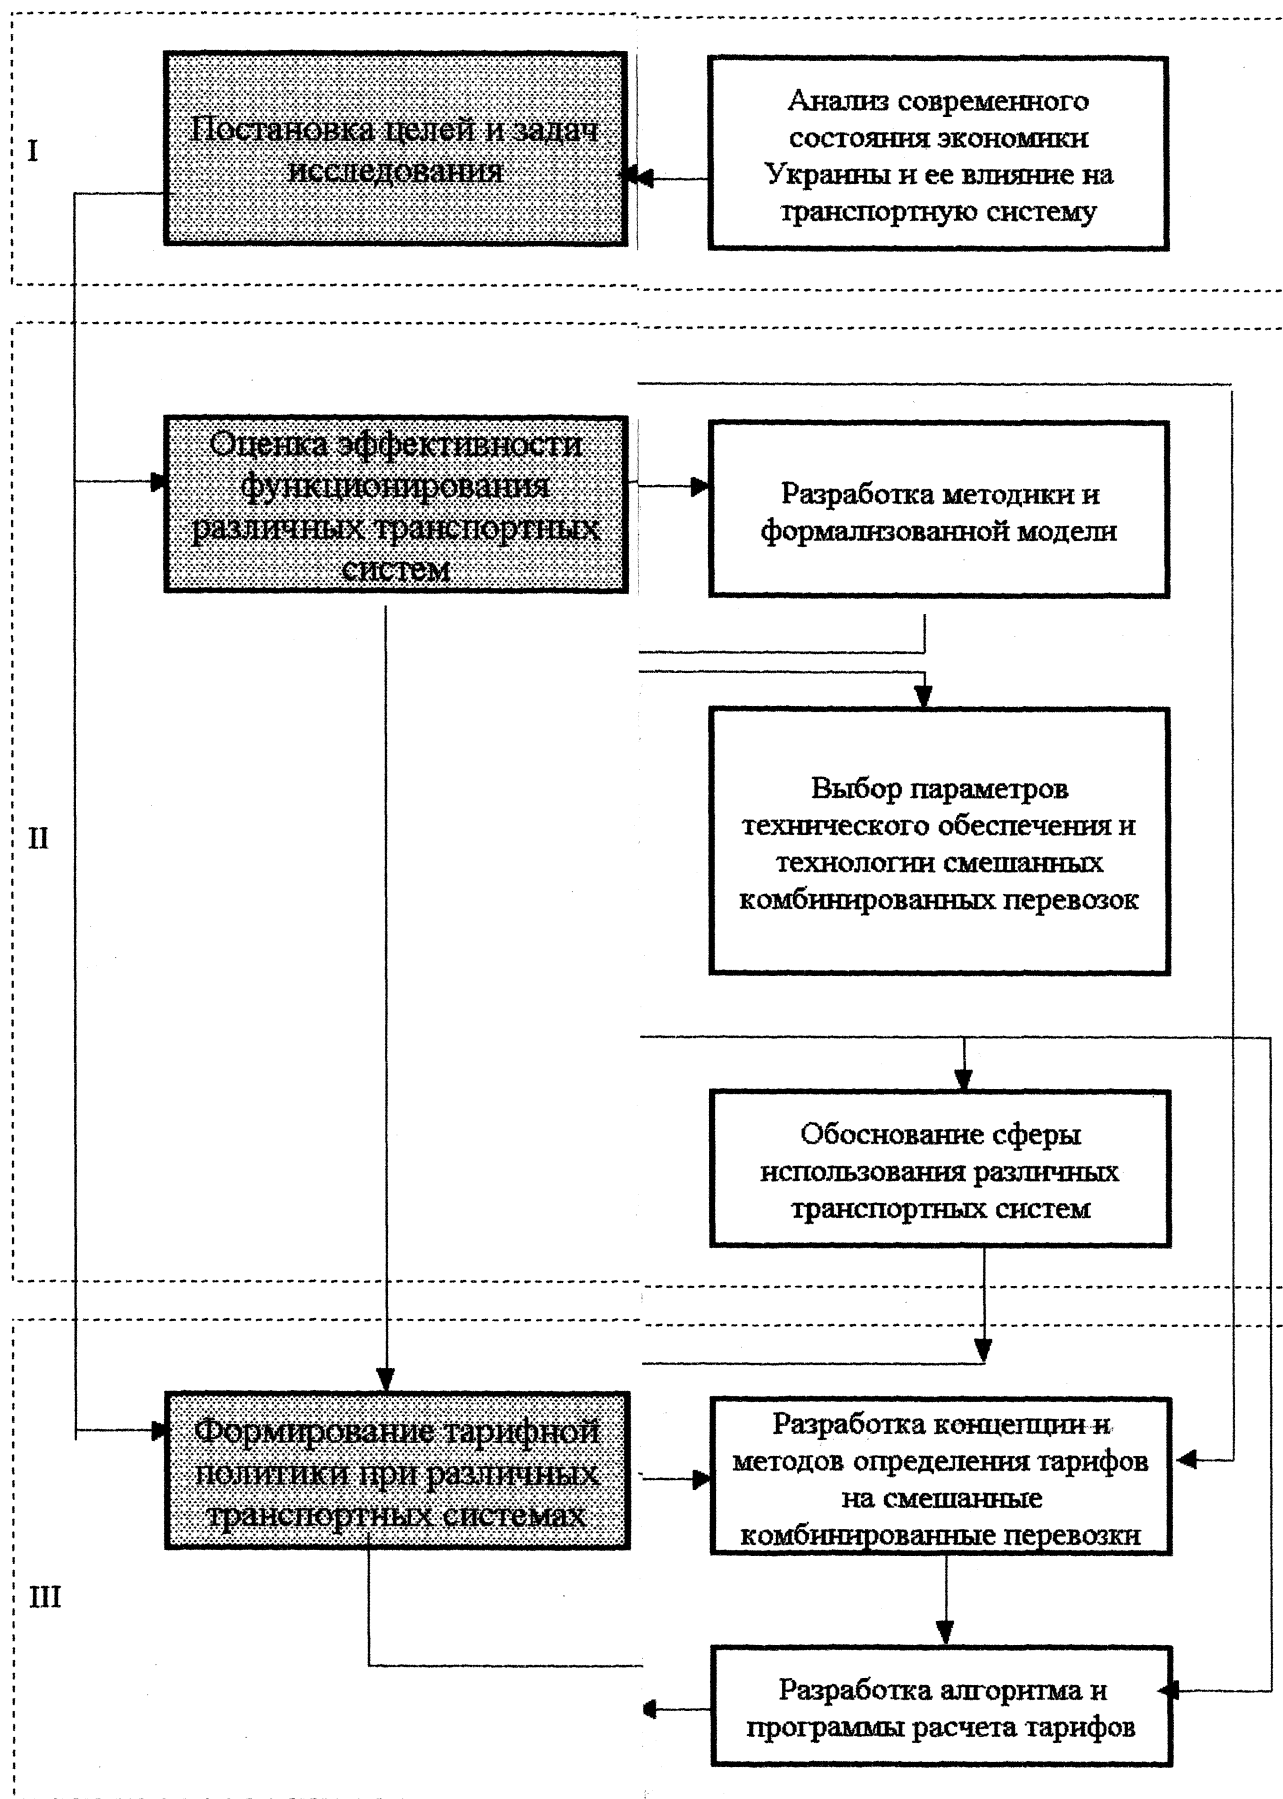 I
Постановка целей и задач
исследования
Анализ современного
состояния экономики
Украины и ее влияние на
транспортную систему
II
Оценка эффективности
функционирования
различных транспортных
систем
Разработка методики и
формализованной модели
Выбор параметров
технического обеспечения и
технологии смешанных
комбинированных перевозок
Обоснование сферы
использования различных
транспортных систем
III
Формирование тарифной
политики при различных
транспортных системах
Разработка концепции и
методов определения тарифов
на смешанные
комбинированные перевозки
Разработка алгоритма и
программы расчета тарифов